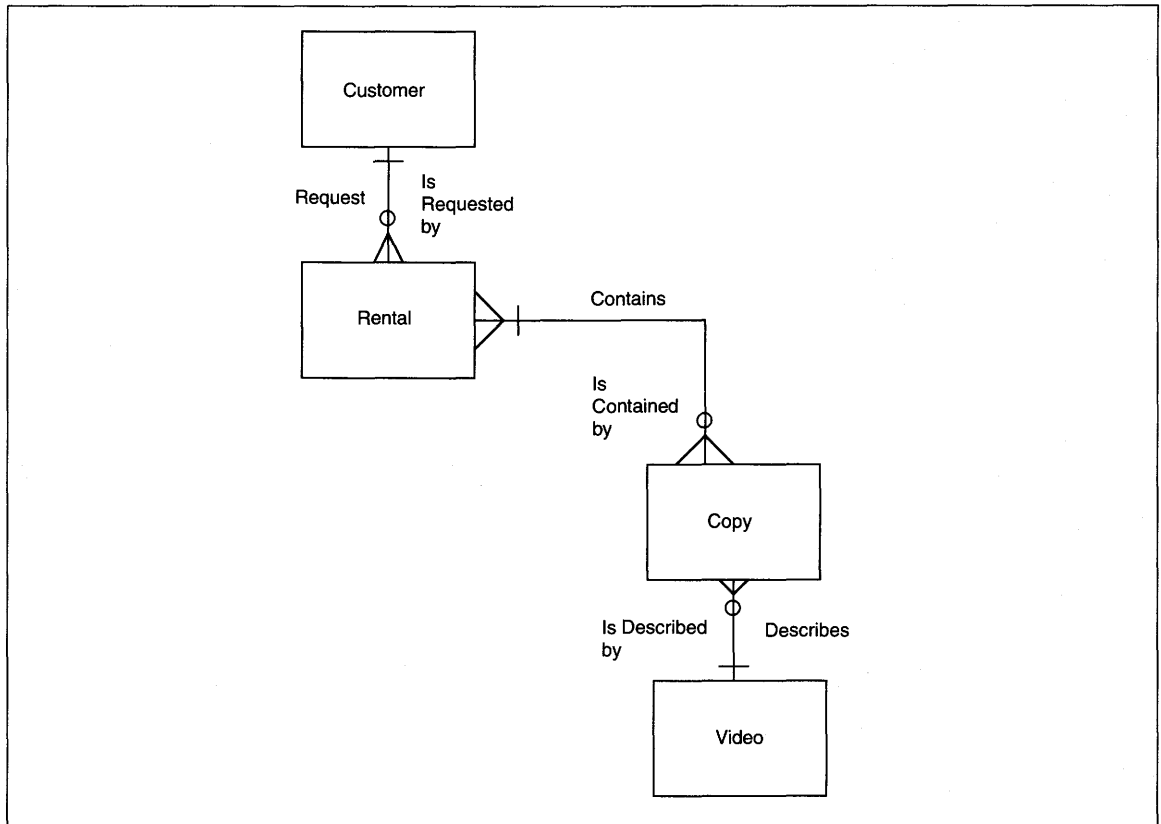 Customer
Request
Is
Requested
by
Rental
Contains
Is
Contained
by
Copy
Is Described
by
Describes
Video